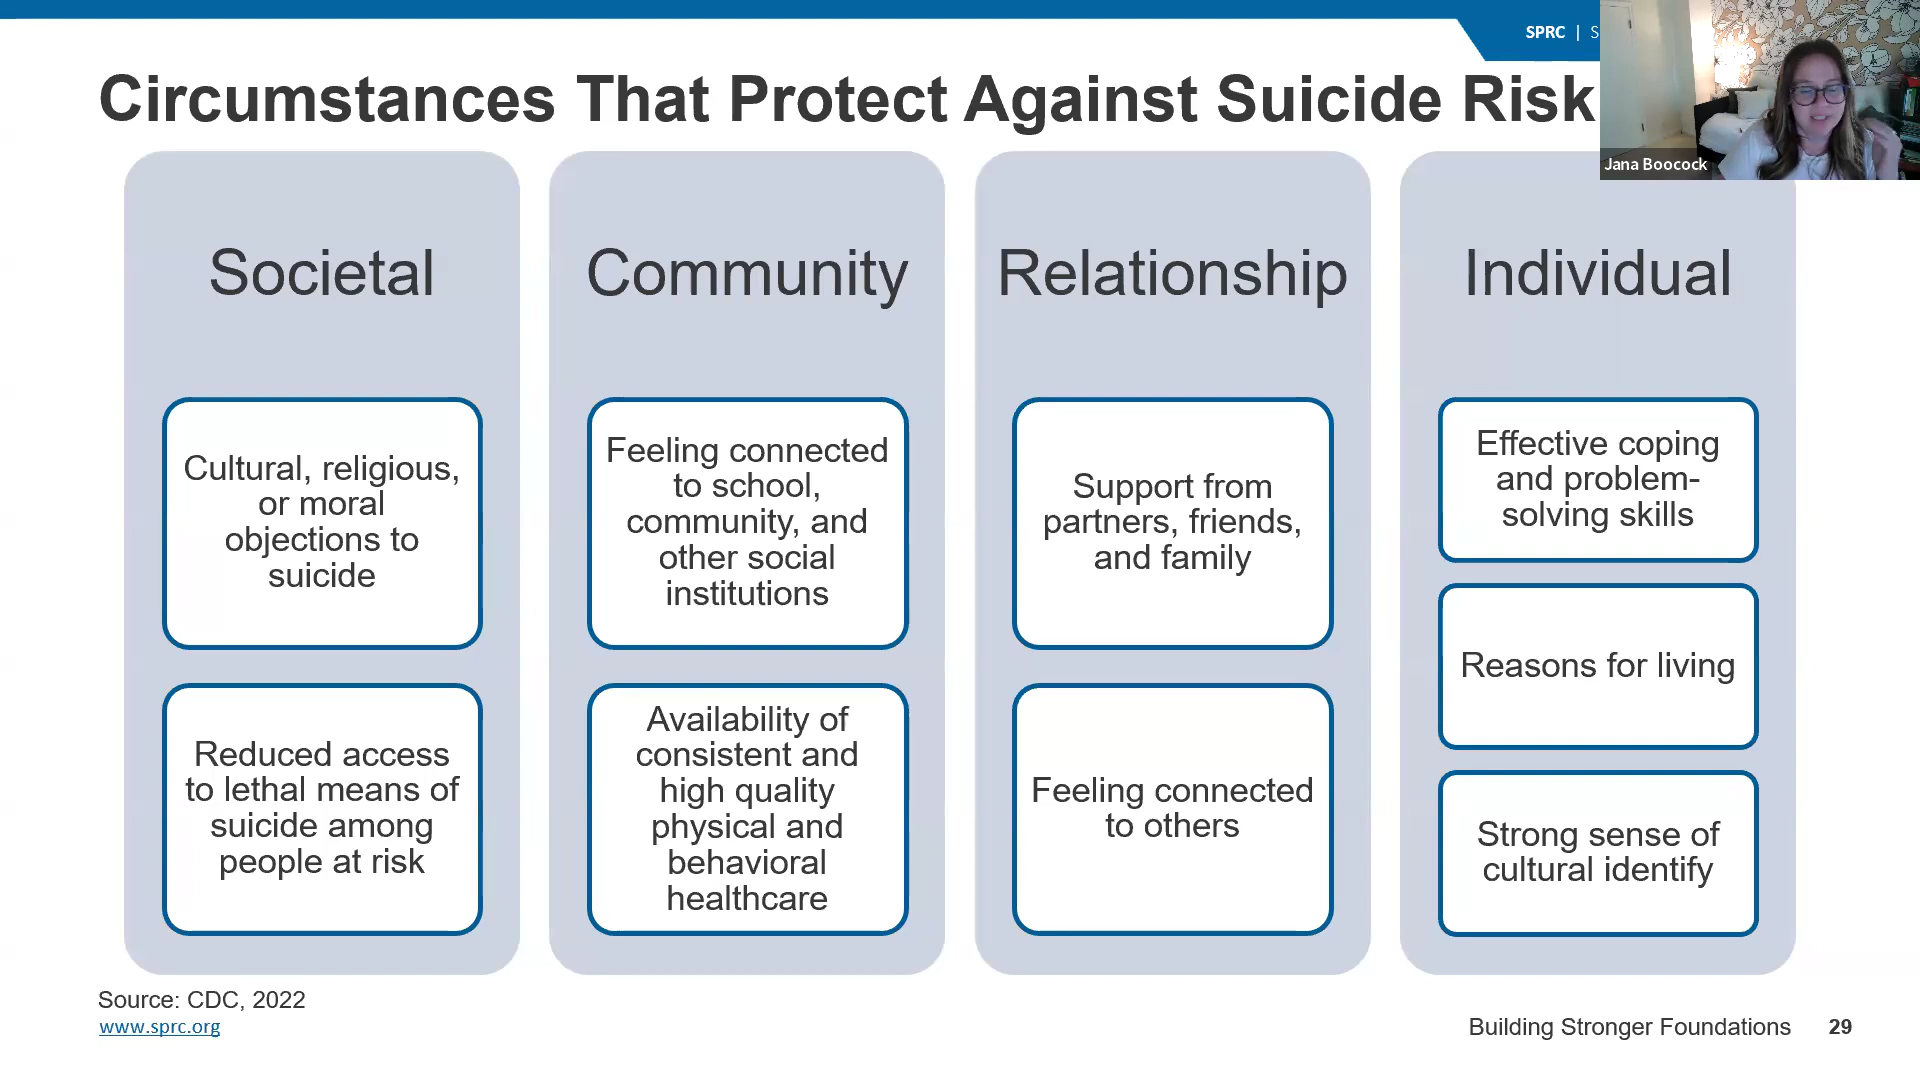 SPRC | S
Circumstances That Protect Against Suicide Risk
Jana Boocock
Societal
Cultural, religious,
or moral
objections to
suicide
Reduced access
to lethal means of
suicide among
people at risk
Community
Feeling connected
to school,
community, and
other social
institutions
Availability of
consistent and
high quality
physical and
behavioral
healthcare
Relationship
Support from
partners, friends,
and family
Feeling connected
to others
Individual
Effective coping
and problem-
solving skills
Reasons for living
Strong sense of
cultural identify
Source: CDC, 2022
www.sprc.org
Building Stronger Foundations 29